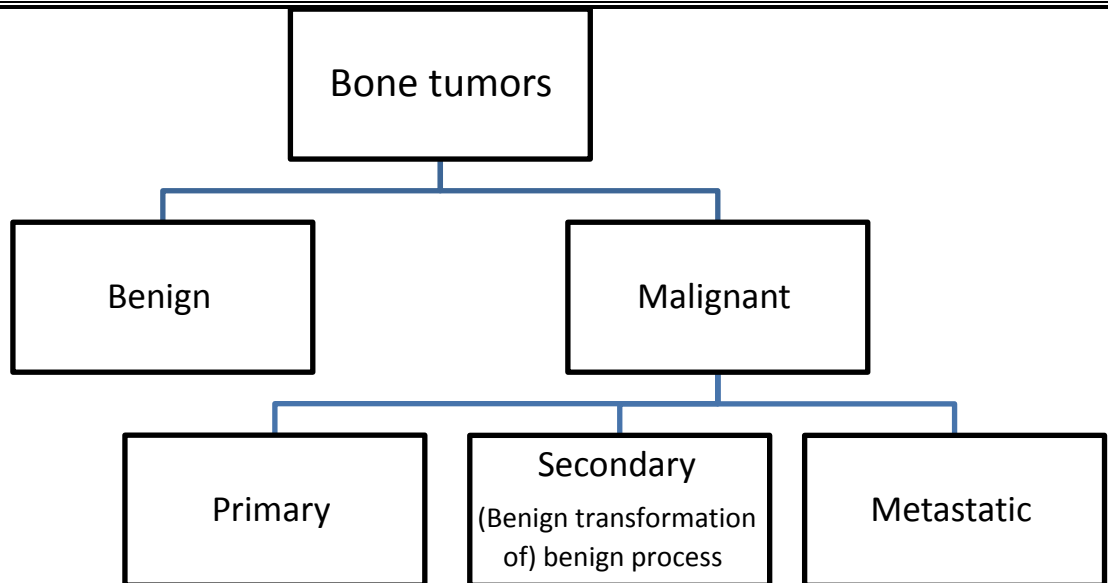 Bone tumors
Benign
Malignant
Primary
Secondary
(Benign transformation
of) benign process
Metastatic